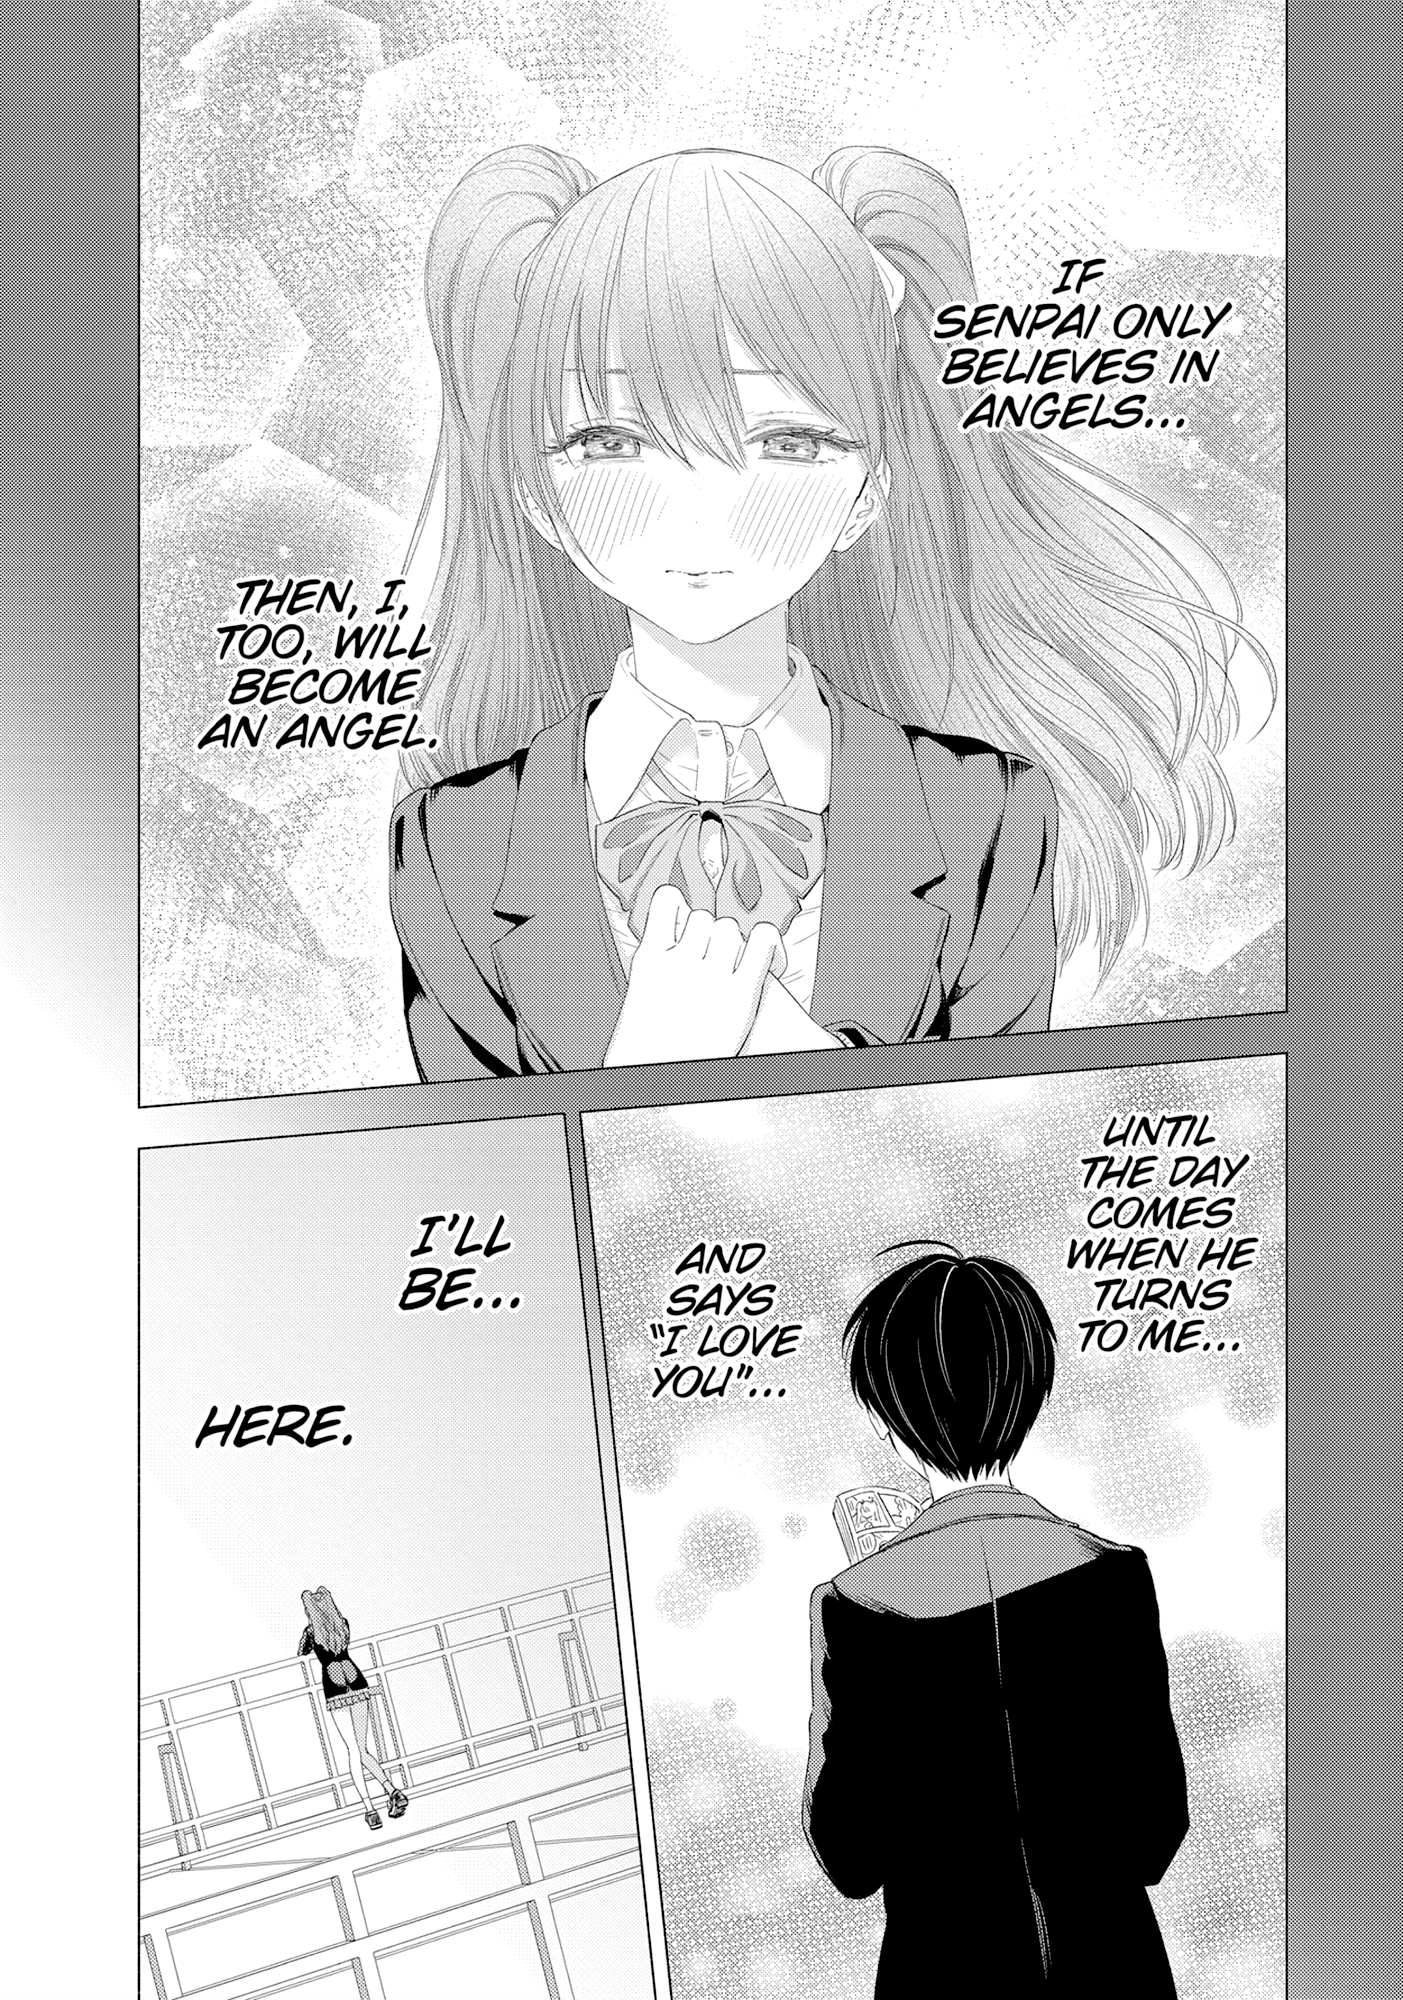 IF
SENPAI ONLY
BELIEVES IN
ANGELS...
THEN, I,
TOO, WILL
BECOME
AN ANGEL.
UNTIL
THE DAY
COMES
WHEN HE
TURNS
TO ME...
AND
SAYS
"I LOVE
YOU"...
I'LL
BE...
HERE.